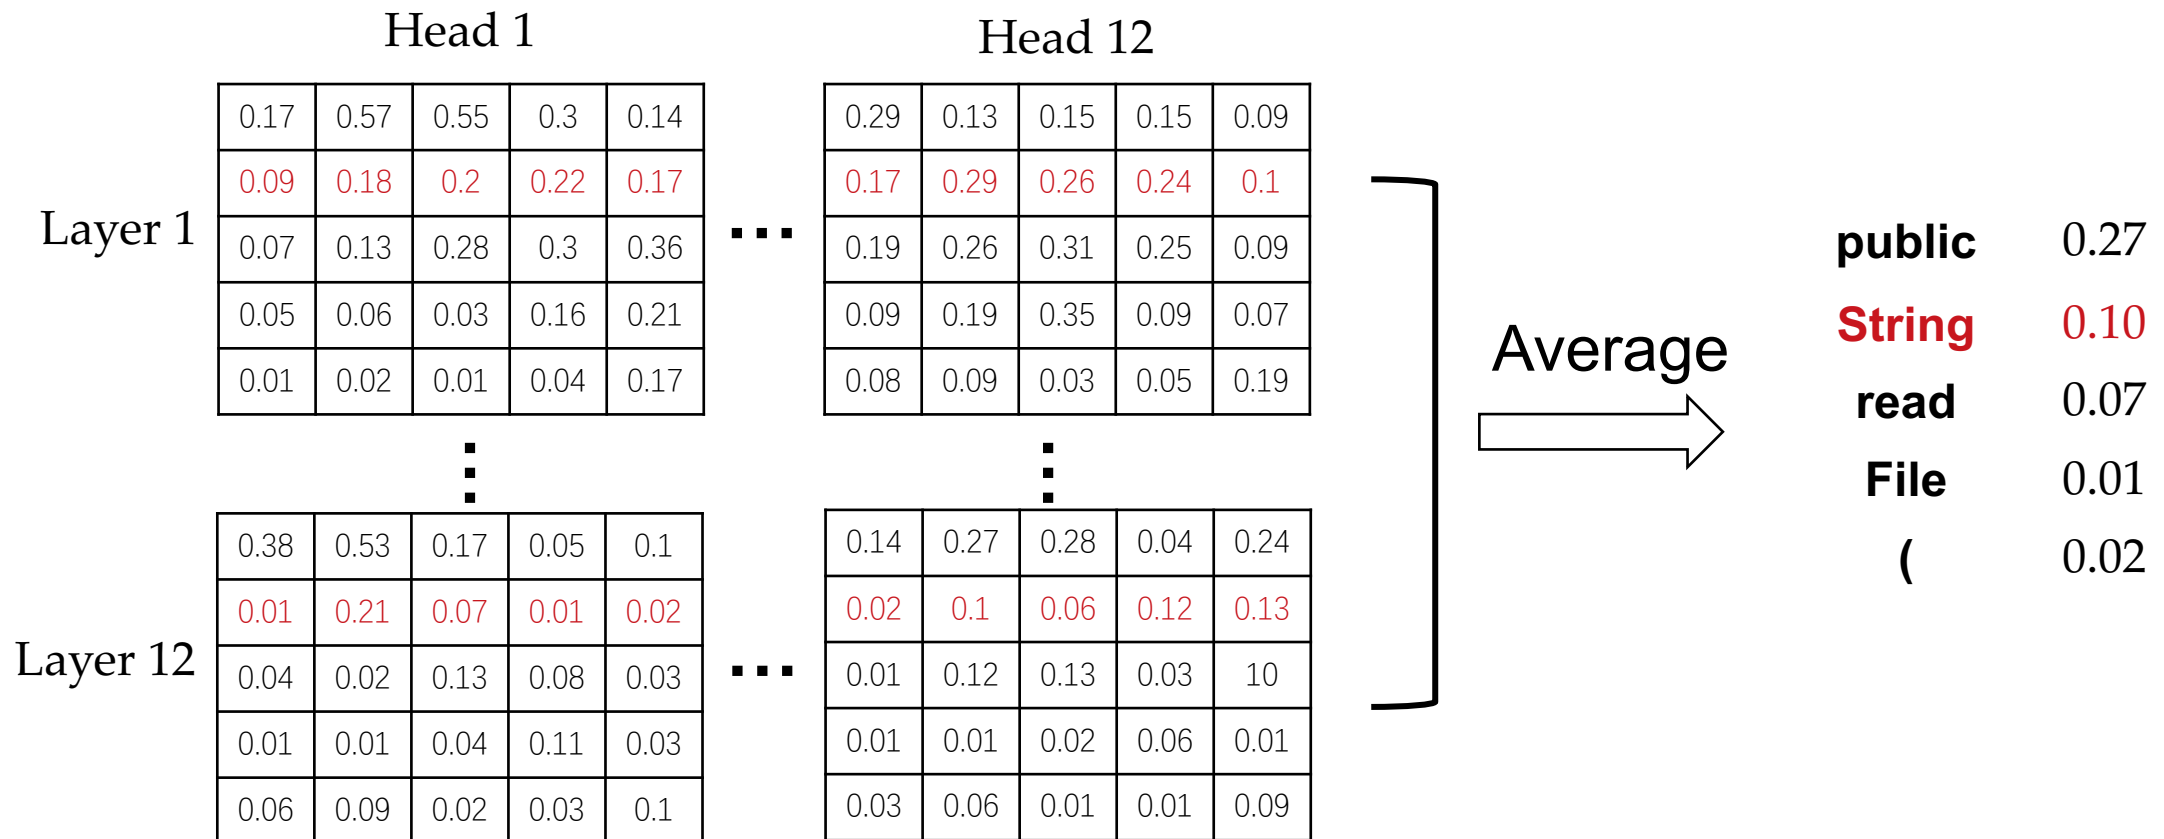 Head 1 Head 12
0.17 0.57 0.55 0.3 0.14 0.29 0.13 0.15 0.15 0.09
0.09 0.18 0.2 0.22 0.17 0.17 0.29 0.26 0.24 0.1
Layer 1 0.07 0.13 0.28 0.3 0.36 ... 0.19 0.26 0.31 0.25 0.09
0.05 0.06 0.03 0.16 0.21 0.09 0.19 0.35 0.09 0.07
0.01 0.02 0.01 0.04 0.17 0.08 0.09 0.03 0.05 0.19
0.38 0.53 0.17 0.05 0.1 0.14 0.27 0.28 0.04 0.24
0.01 0.21 0.07 0.01 0.02 0.02 0.1 0.06 0.12 0.13
Layer 12 0.04 0.02 0.13 0.08 0.03 ... 0.01 0.12 0.13 0.03 10
0.01 0.01 0.04 0.11 0.03 0.01 0.01 0.02 0.06 0.01
0.06 0.09 0.02 0.03 0.1 0.03 0.06 0.01 0.01 0.09
Average
public 0.27
String 0.10
read 0.07
File 0.01
( 0.02